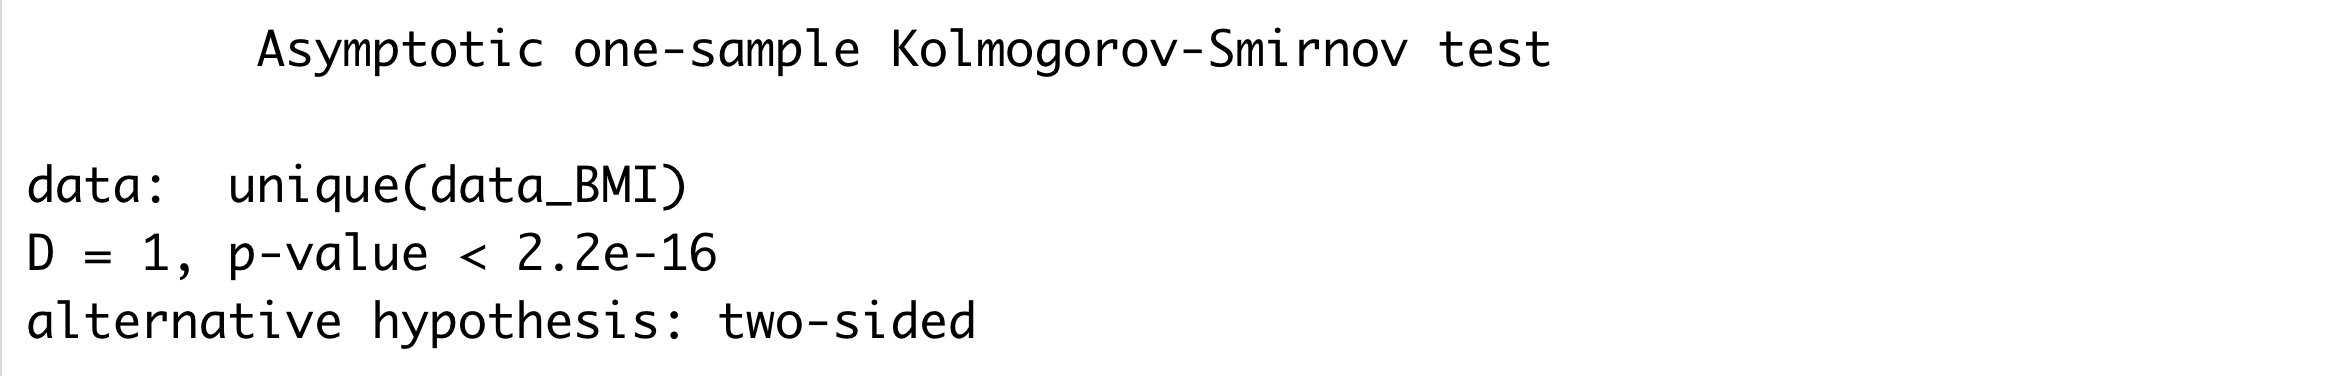 Asymptotic one-sample Kolmogorov-Smirnov test
data:  unique(data_BMI)
D = 1, p-value < 2.2e-16
alternative hypothesis: two-sided